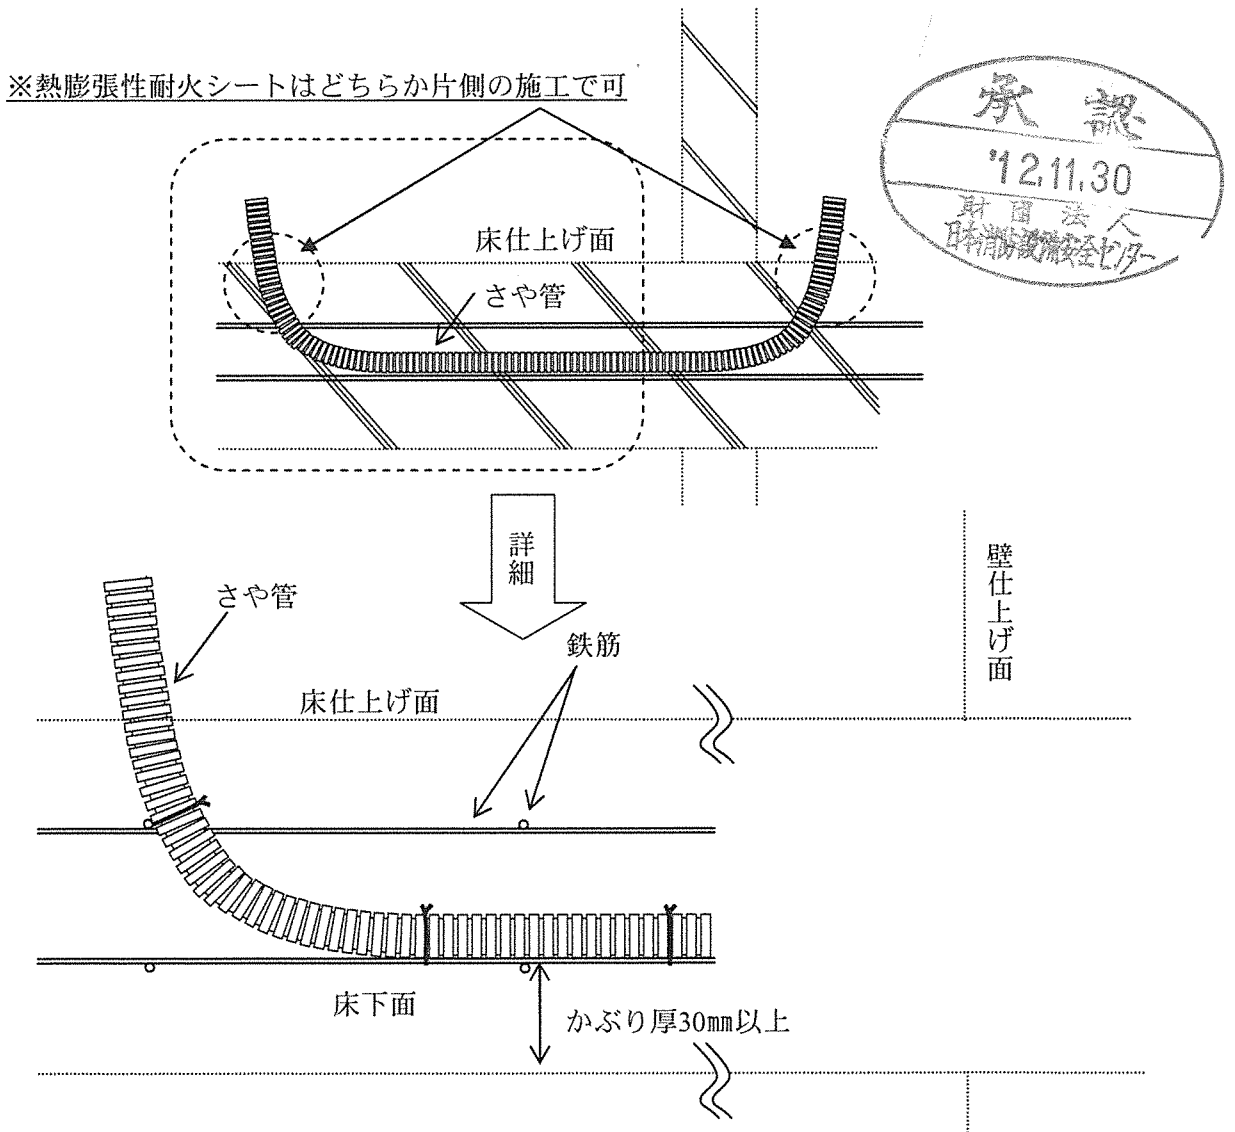 ※熱膨張性耐火シートはどちらか片側の施工で可
承認
'12.11.30
財団法人
日本消防設備安全センター
床仕上げ面
さや管
詳細
壁仕上げ面
さや管
鉄筋
床仕上げ面
床下面
かぶり厚30㎜以上